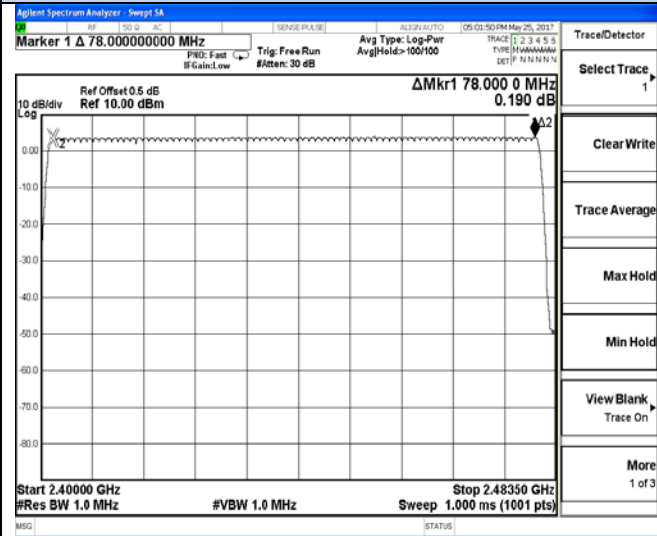 Agilent Spectrum Analyzer - Swept SA
RF 50 Ω AC SENSE:PULSE ALIGN AUTO 05:01:50 PM May 25, 2017
Marker 1 Δ 78.000000000 MHz
PNO: Fast
IFGain:Low
Trig: Free Run
#Atten: 30 dB
Avg Type: Log-Pwr
Avg|Hold:>100/100
TRACE 1 2 3 4 5 6
TYPE MWWWWW
DET P N N N N N
Trace/Detector
Select Trace
1
Clear Write
Trace Average
Max Hold
Min Hold
View Blank
Trace On
More
1 of 3
ΔMkr1 78.000 0 MHz
0.190 dB
Ref Offset 0.5 dB
10 dB/div Ref 10.00 dBm
Log
1Δ2
2
0.00
-10.0
-20.0
-30.0
-40.0
-50.0
-60.0
-70.0
-80.0
Start 2.40000 GHz Stop 2.48350 GHz
#Res BW 1.0 MHz #VBW 1.0 MHz Sweep 1.000 ms (1001 pts)
MSG STATUS